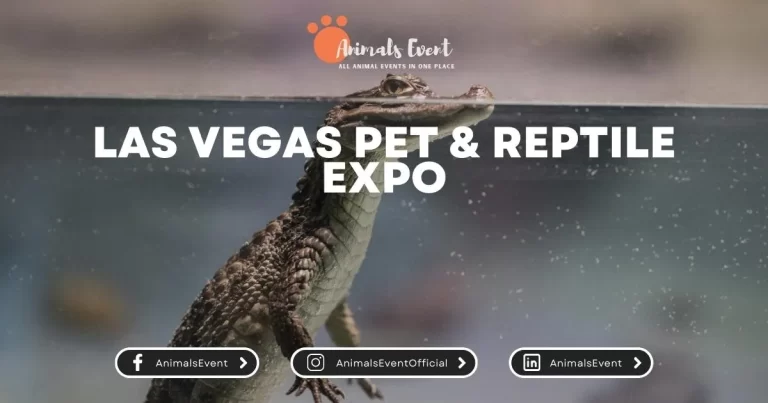 Animals Event
ALL ANIMAL EVENTS IN ONE PLACE
LAS VEGAS PET & REPTILE
EXPO
AnimalsEvent
AnimalsEventOfficial
AnimalsEvent